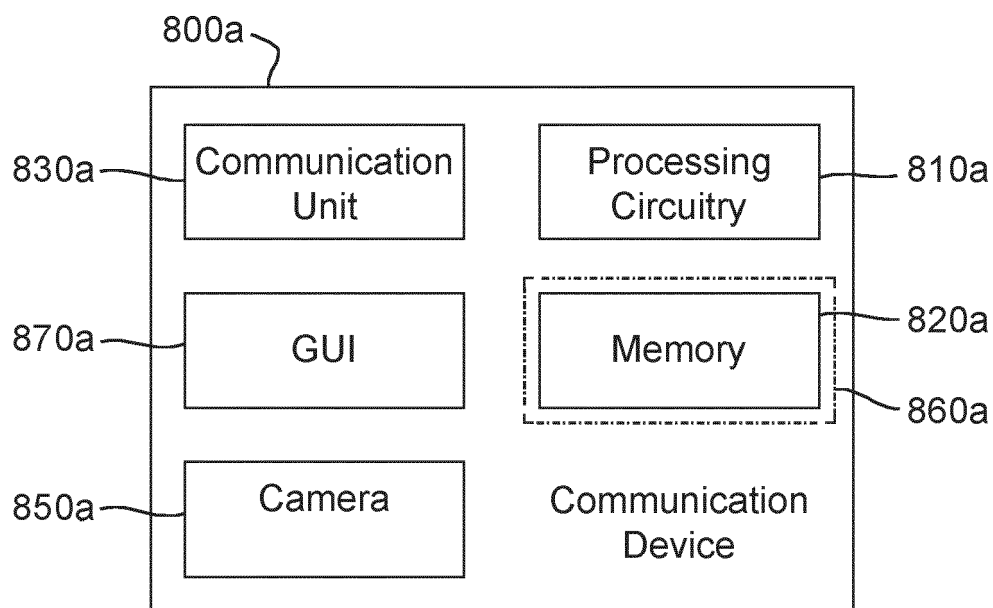 800a
830a
Communication
Unit
Processing
Circuitry
810a
870a
GUI
Memory
820a
860a
850a
Camera
Communication
Device